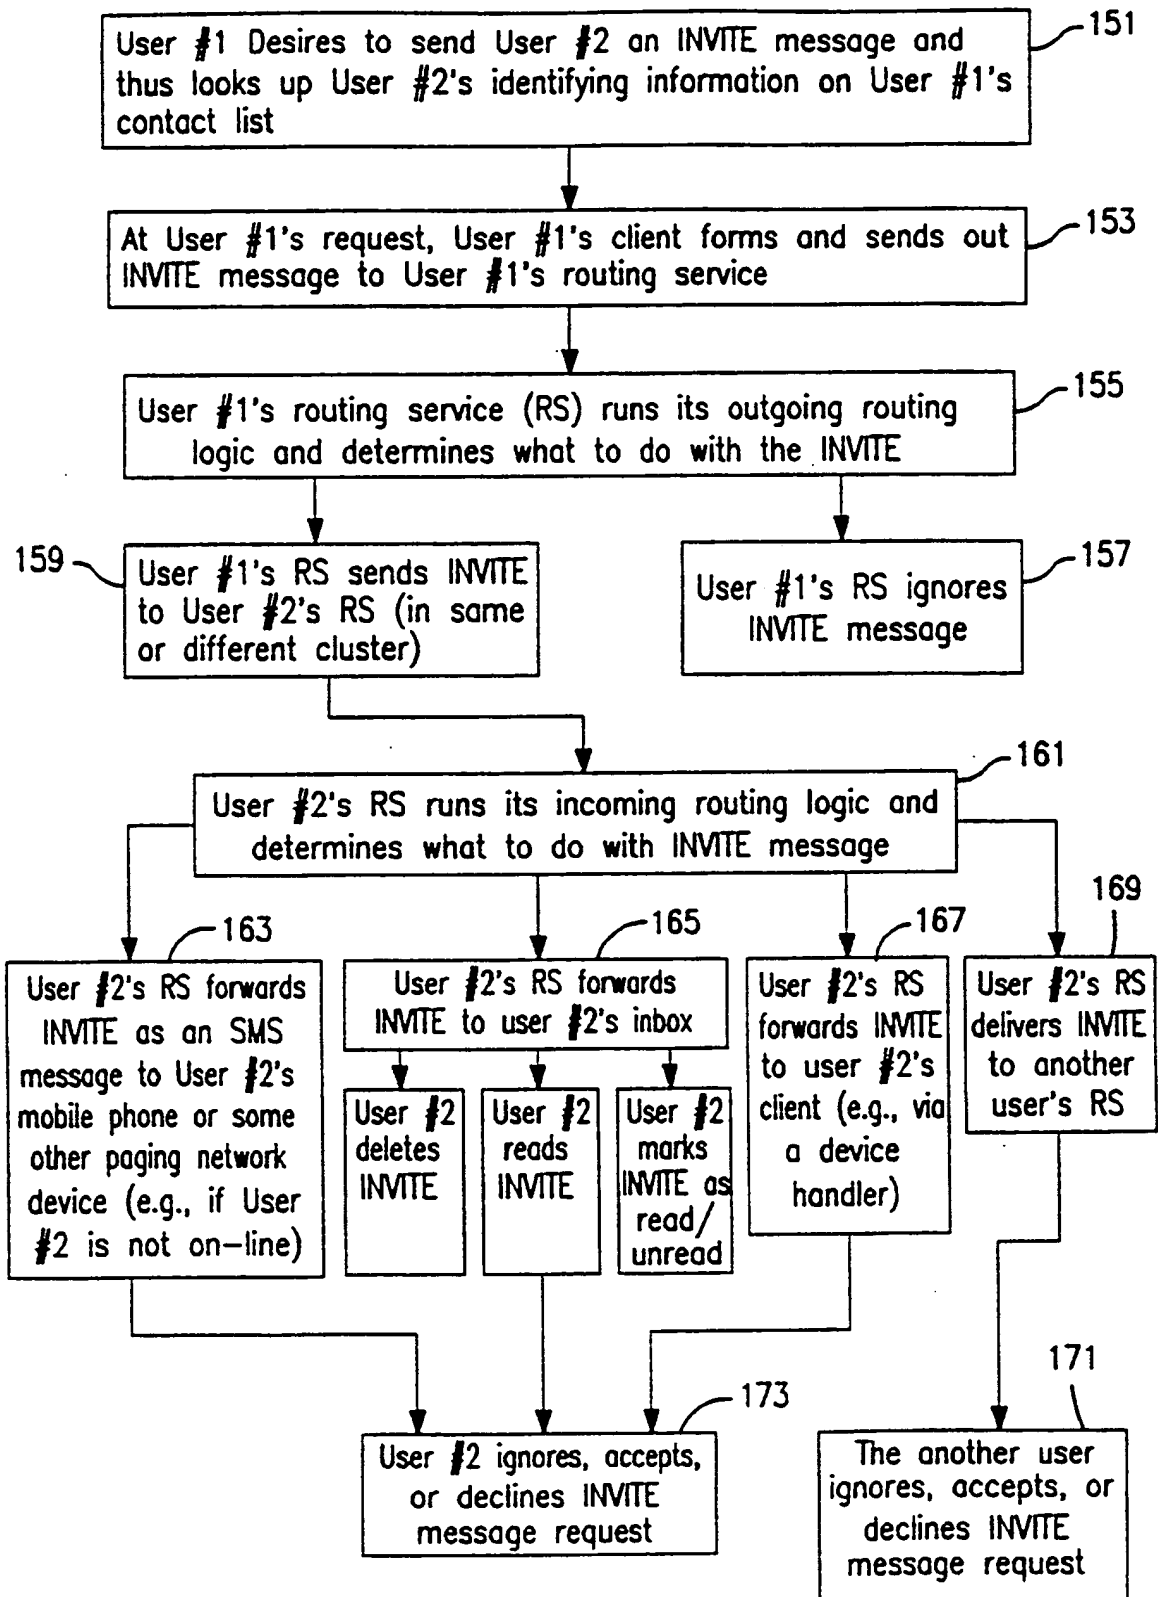 User #1 Desires to send User #2 an INVITE message and
thus looks up User #2's identifying information on User #1's
contact list
151
At User #1's request, User #1's client forms and sends out
INVITE message to User #1's routing service
153
User #1's routing service (RS) runs its outgoing routing
logic and determines what to do with the INVITE
155
159
User #1's RS sends INVITE
to User #2's RS (in same
or different cluster)
User #1's RS ignores
INVITE message
157
161
User #2's RS runs its incoming routing logic and
determines what to do with INVITE message
163
User #2's RS forwards
INVITE as an SMS
message to User #2's
mobile phone or some
other paging network
device (e.g., if User
#2 is not on-line)
165
User #2's RS forwards
INVITE to user #2's inbox
User #2
deletes
INVITE
User #2
reads
INVITE
User #2
marks
INVITE as
read/
unread
167
User #2's RS
forwards INVITE
to user #2's
client (e.g., via
a device
handler)
169
User #2's RS
delivers INVITE
to another
user's RS
173
User #2 ignores, accepts,
or declines INVITE
message request
171
The another user
ignores, accepts, or
declines INVITE
message request